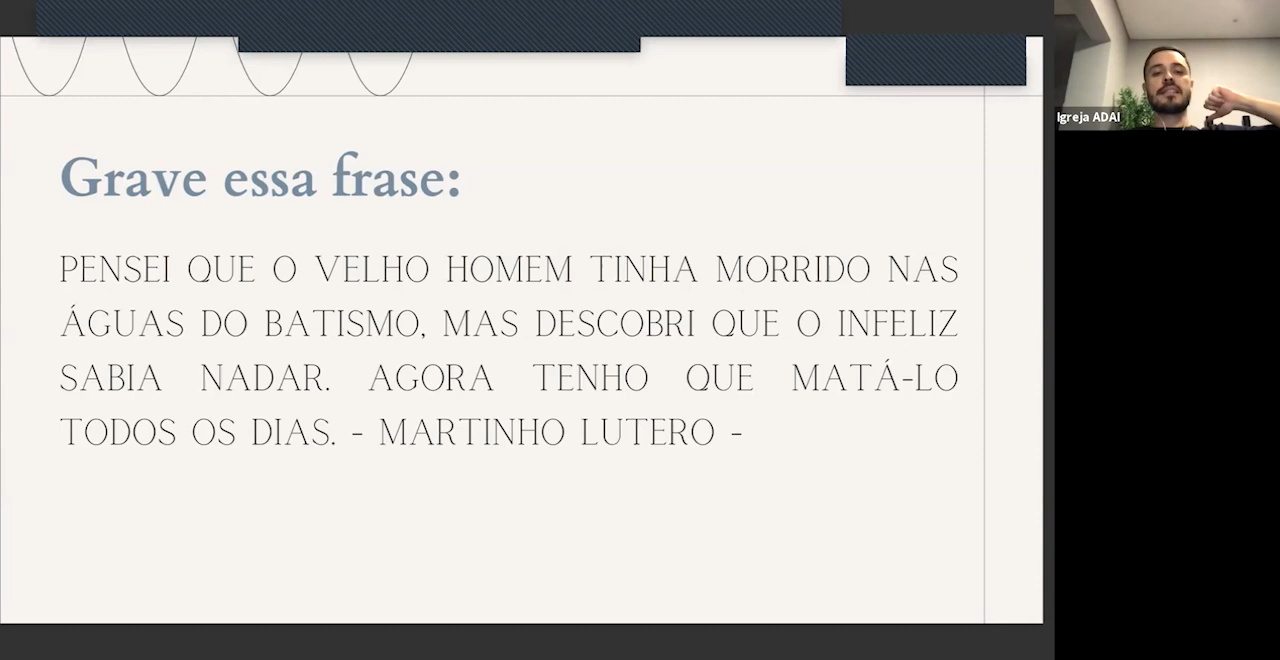 Grave essa frase:
PENSEI QUE O VELHO HOMEM TINHA MORRIDO NAS
ÁGUAS DO BATISMO, MAS DESCOBRI QUE O INFELIZ
SABIA NADAR. AGORA TENHO QUE MATÁ-LO
TODOS OS DIAS. - MARTINHO LUTERO -
Igreja ADAI